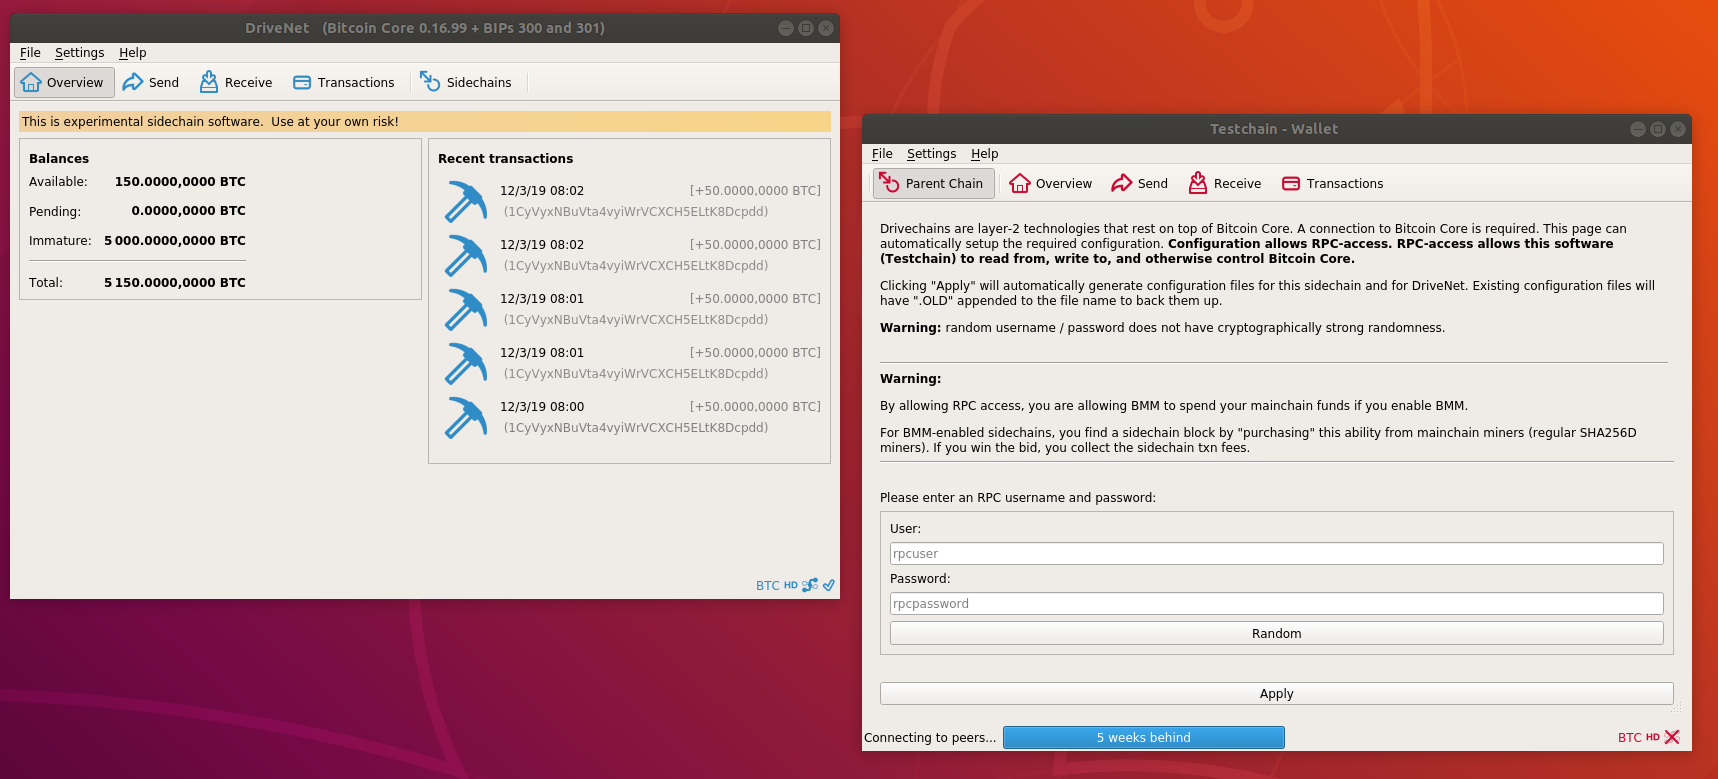 DriveNet   (Bitcoin Core 0.16.99 + BIPs 300 and 301)
File Settings Help
Overview Send Receive Transactions Sidechains
This is experimental sidechain software.  Use at your own risk!
Balances
Available: 150.0000,0000 BTC
Pending: 0.0000,0000 BTC
Immature: 5 000.0000,0000 BTC
Total: 5 150.0000,0000 BTC
Recent transactions
12/3/19 08:02 [+50.0000,0000 BTC]
(1CyVyxNBuVta4vyiWrVCXCH5ELtK8Dcpdd)
12/3/19 08:02 [+50.0000,0000 BTC]
(1CyVyxNBuVta4vyiWrVCXCH5ELtK8Dcpdd)
12/3/19 08:01 [+50.0000,0000 BTC]
(1CyVyxNBuVta4vyiWrVCXCH5ELtK8Dcpdd)
12/3/19 08:01 [+50.0000,0000 BTC]
(1CyVyxNBuVta4vyiWrVCXCH5ELtK8Dcpdd)
12/3/19 08:00 [+50.0000,0000 BTC]
(1CyVyxNBuVta4vyiWrVCXCH5ELtK8Dcpdd)
BTC HD
Testchain - Wallet
File Settings Help
Parent Chain Overview Send Receive Transactions
Drivechains are layer-2 technologies that rest on top of Bitcoin Core. A connection to Bitcoin Core is required. This page can
automatically setup the required configuration. Configuration allows RPC-access. RPC-access allows this software
(Testchain) to read from, write to, and otherwise control Bitcoin Core.
Clicking "Apply" will automatically generate configuration files for this sidechain and for DriveNet. Existing configuration files will
have ".OLD" appended to the file name to back them up.
Warning: random username / password does not have cryptographically strong randomness.
Warning:
By allowing RPC access, you are allowing BMM to spend your mainchain funds if you enable BMM.
For BMM-enabled sidechains, you find a sidechain block by "purchasing" this ability from mainchain miners (regular SHA256D
miners). If you win the bid, you collect the sidechain txn fees.
Please enter an RPC username and password:
User:
rpcuser
Password:
rpcpassword
Random
Apply
Connecting to peers... 5 weeks behind
BTC HD